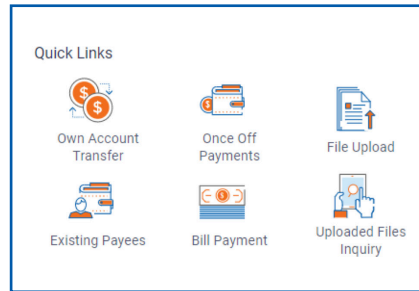 Quick Links
Own Account
Transfer
Once Off
Payments
File Upload
Existing Payees
Bill Payment
Uploaded Files
Inquiry